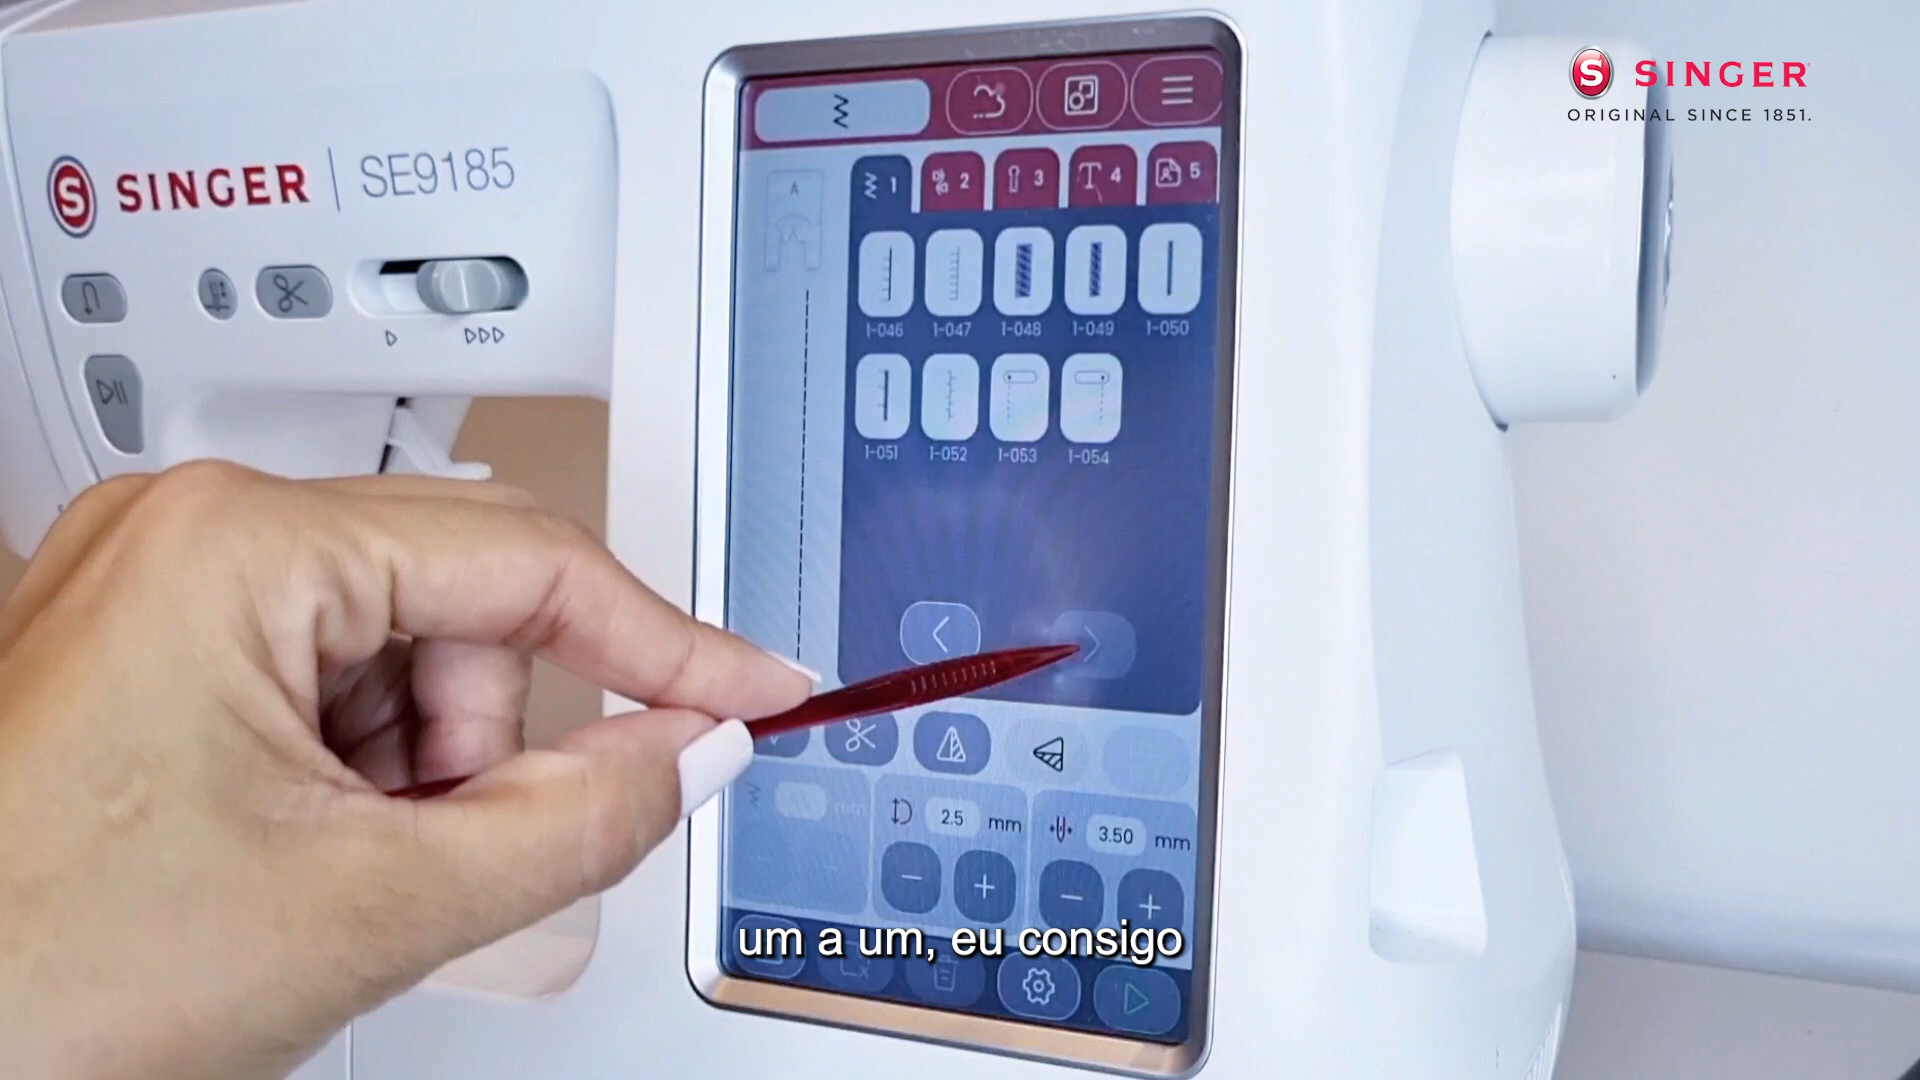 SINGER
ORIGINAL SINCE 1851.
SINGER | SE9185
A
1 2 3 T 4 5
1-046 1-047 1-048 1-049 1-050
1-051 1-052 1-053 1-054
2.5 mm 3.50 mm
um a um, eu consigo